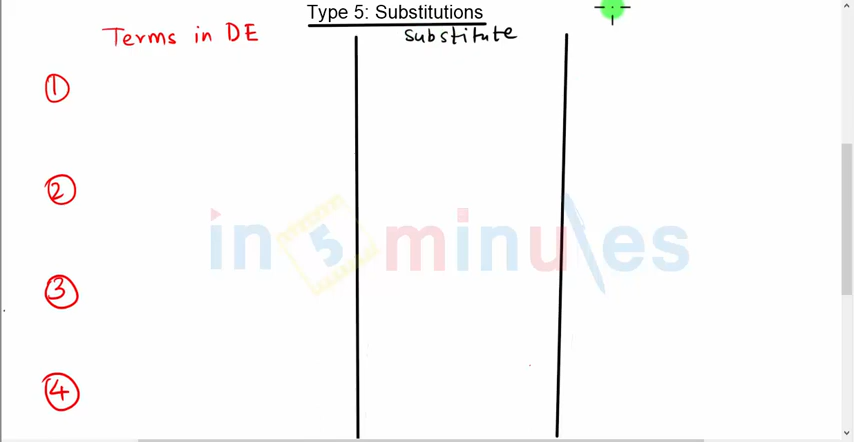 Type 5: Substitutions
Terms in DE
Substitute
1
2
in 5 minutes
3
4